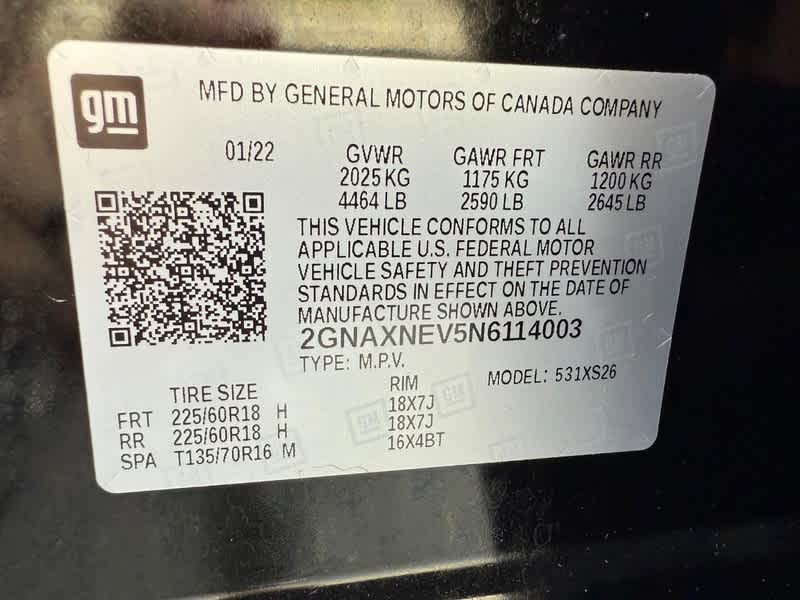 gm
MFD BY GENERAL MOTORS OF CANADA COMPANY
01/22 GVWR GAWR FRT GAWR RR
2025 KG 1175 KG 1200 KG
4464 LB 2590 LB 2645 LB
THIS VEHICLE CONFORMS TO ALL
APPLICABLE U.S. FEDERAL MOTOR
VEHICLE SAFETY AND THEFT PREVENTION
STANDARDS IN EFFECT ON THE DATE OF
MANUFACTURE SHOWN ABOVE.
2GNAXNEV5N6114003
TYPE: M.P.V. MODEL: 531XS26
TIRE SIZE RIM
FRT 225/60R18 H 18X7J
RR 225/60R18 H 18X7J
SPA T135/70R16 M 16X4BT